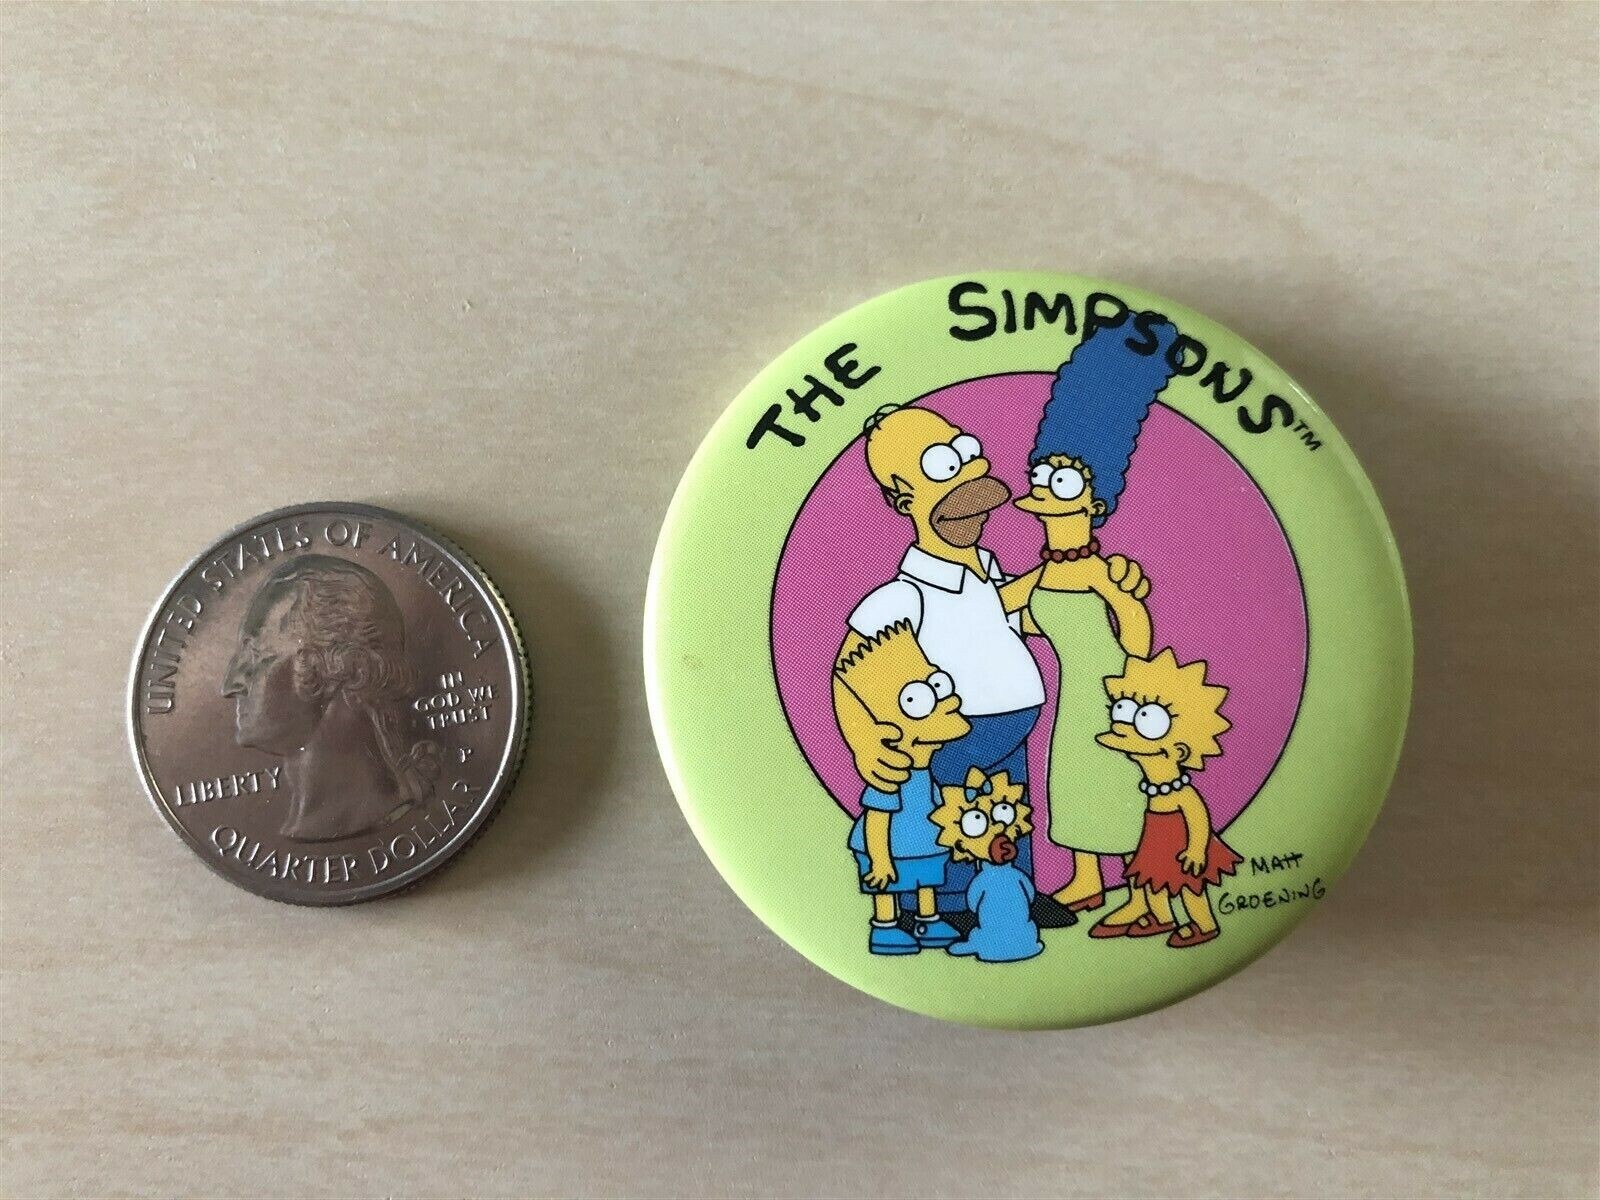 UNITED STATES OF AMERICA
IN
GOD WE
TRUST
P
LIBERTY
QUARTER DOLLAR
THE SIMPSONS™
MATT
GROENING